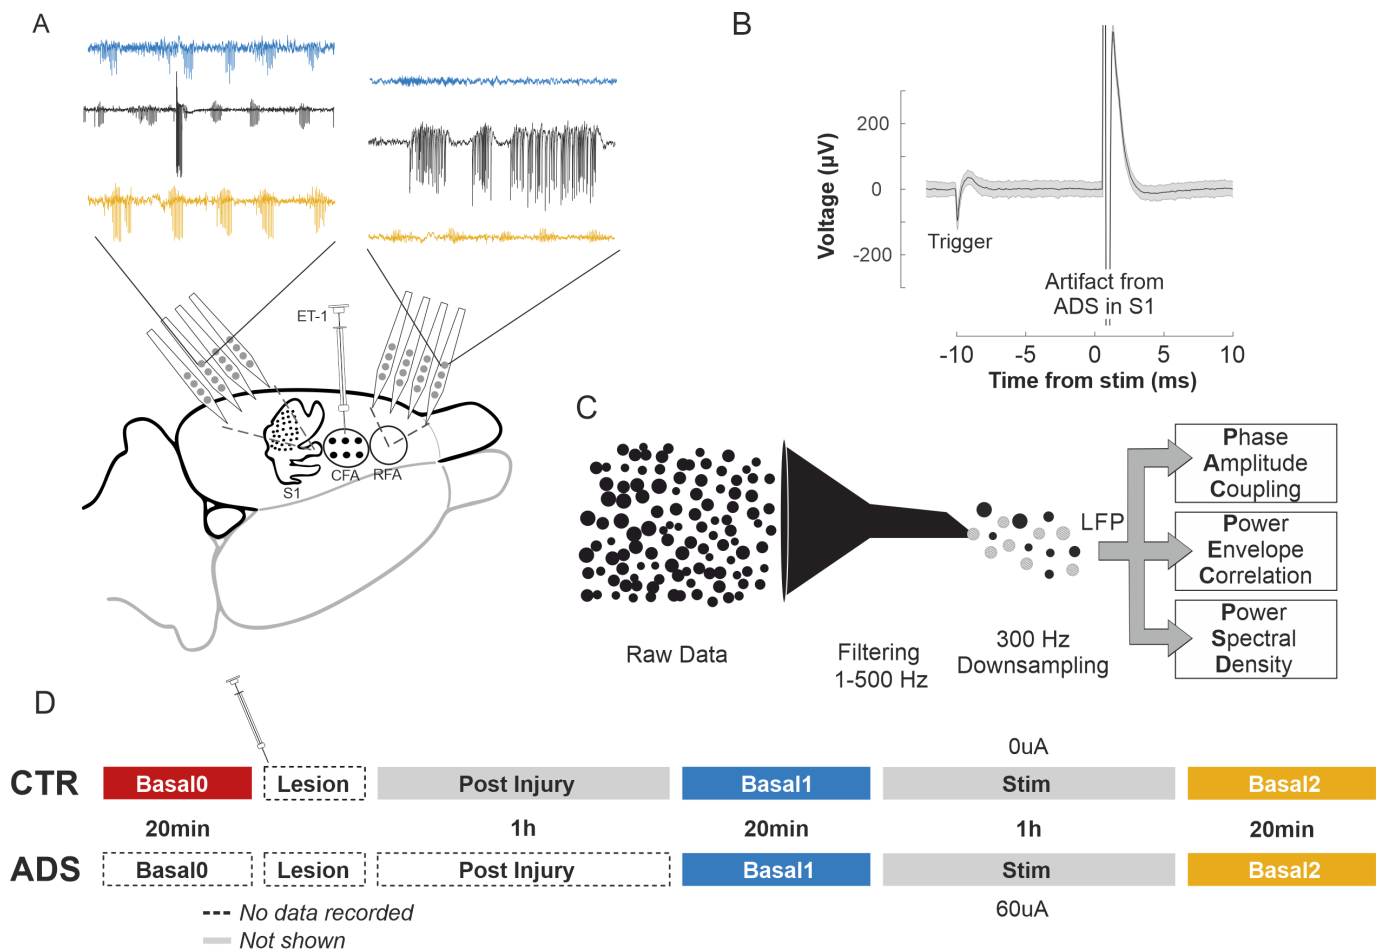 A
ET-1
S1
CFA
RFA
B
Voltage (µV)
200
0
-200
Trigger
Artifact from
ADS in S1
-10
-5
0
5
10
Time from stim (ms)
C
Raw Data
Filtering
1-500 Hz
300 Hz
Downsampling
LFP
Phase
Amplitude
Coupling
Power
Envelope
Correlation
Power
Spectral
Density
D
0uA
CTR
Basal0
Lesion
Post Injury
Basal1
Stim
Basal2
20min
1h
20min
1h
20min
ADS
Basal0
Lesion
Post Injury
Basal1
Stim
Basal2
60uA
No data recorded
Not shown